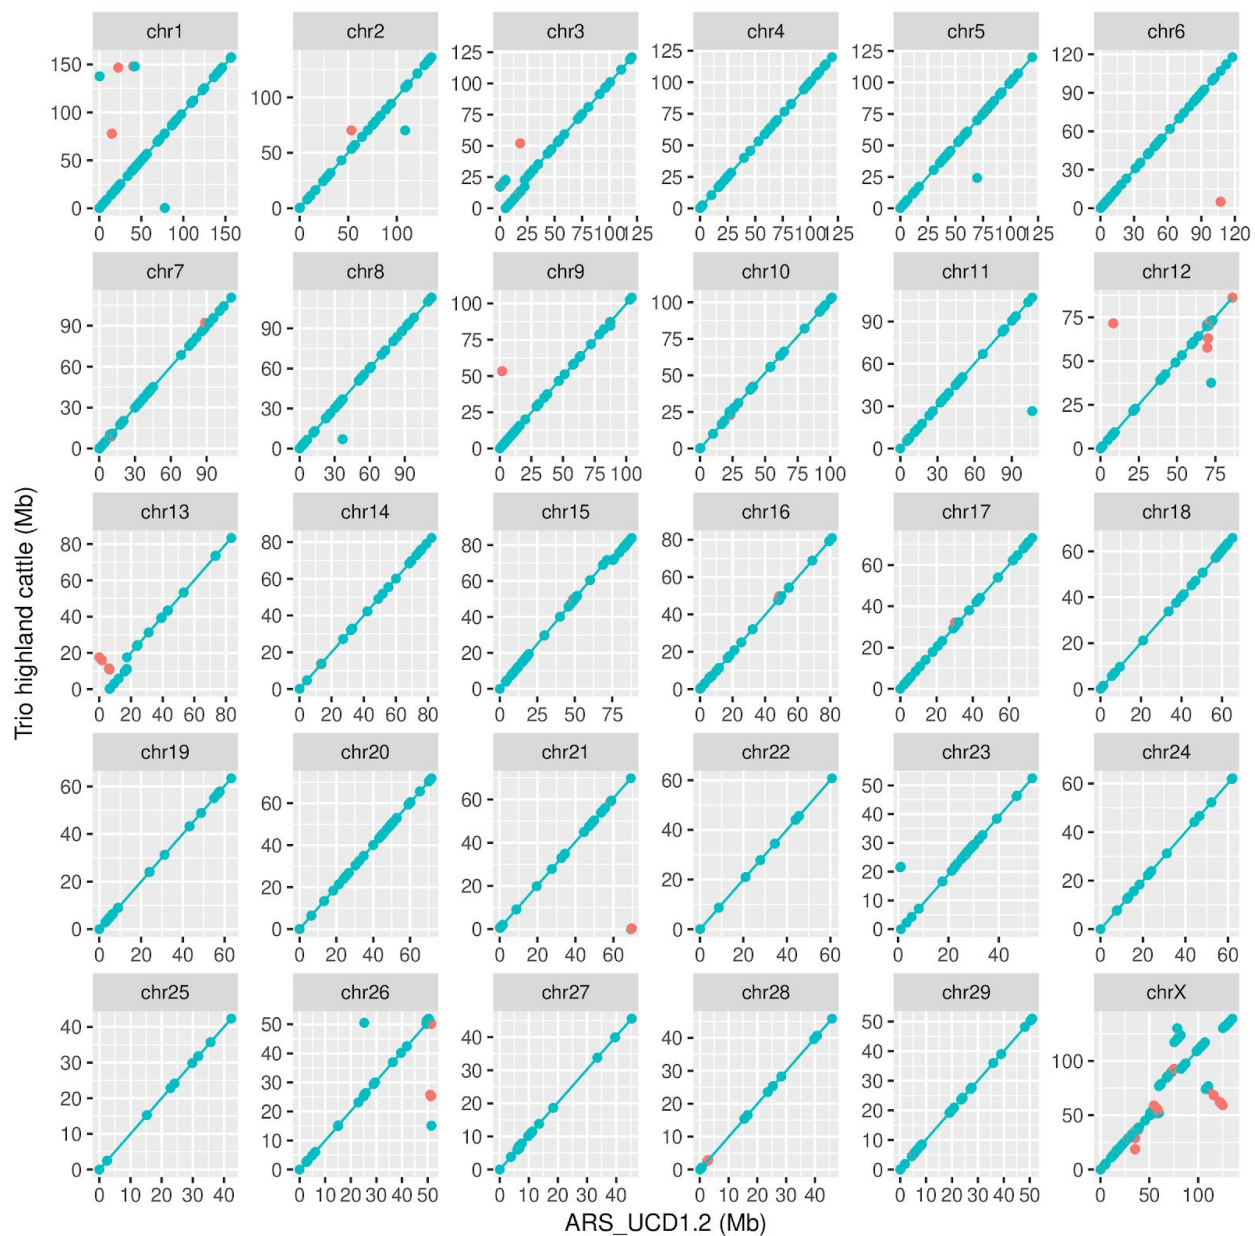 chr1 chr2 chr3 chr4 chr5 chr6
150 100 50 0
100 50 0
125 100 75 50 25 0
125 100 75 50 25 0
125 100 75 50 25 0
120 90 60 30 0
0 50 100 150
0 50 100
0 25 50 75 100 125
0 25 50 75 100 125
0 25 50 75 100 125
0 30 60 90 120
chr7 chr8 chr9 chr10 chr11 chr12
90 60 30 0
90 60 30 0
100 75 50 25 0
100 75 50 25 0
90 60 30 0
75 50 25 0
0 30 60 90
0 30 60 90
0 25 50 75 100
0 25 50 75 100
0 30 60 90
0 25 50 75
Trio highland cattle (Mb)
chr13 chr14 chr15 chr16 chr17 chr18
80 60 40 20 0
80 60 40 20 0
80 60 40 20 0
80 60 40 20 0
60 40 20 0
60 40 20 0
0 20 40 60 80
0 20 40 60 80
0 25 50 75
0 20 40 60 80
0 20 40 60
0 20 40 60
chr19 chr20 chr21 chr22 chr23 chr24
60 40 20 0
60 40 20 0
60 40 20 0
60 40 20 0
50 40 30 20 10 0
60 40 20 0
0 20 40 60
0 20 40 60
0 20 40 60
0 20 40 60
0 10 20 30 40 50
0 20 40 60
chr25 chr26 chr27 chr28 chr29 chrX
40 30 20 10 0
50 40 30 20 10 0
40 30 20 10 0
40 30 20 10 0
50 40 30 20 10 0
100 50 0
0 10 20 30 40
0 10 20 30 40 50
0 10 20 30 40
0 10 20 30 40
0 10 20 30 40 50
0 50 100
ARS_UCD1.2 (Mb)